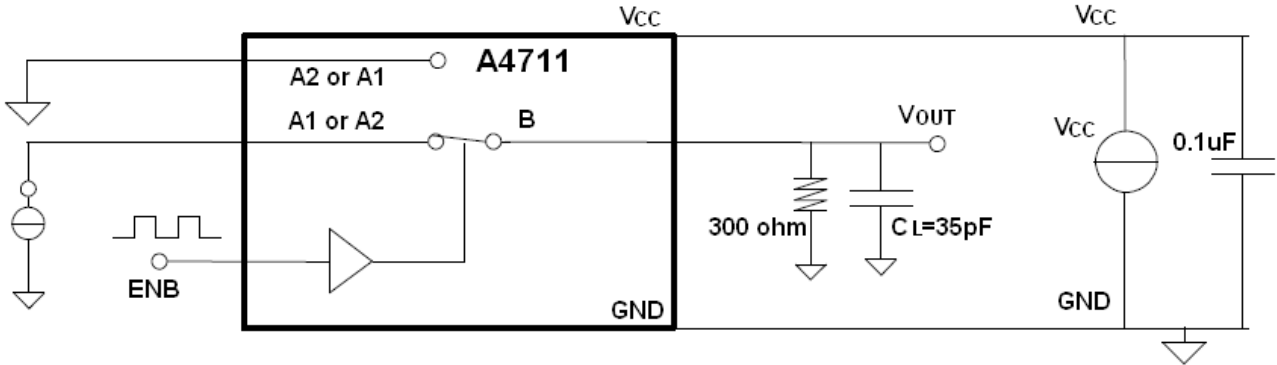 VCC
VCC
A4711
A2 or A1
A1 or A2
B
VOUT
VCC
0.1uF
300 ohm
CL=35pF
ENB
GND
GND